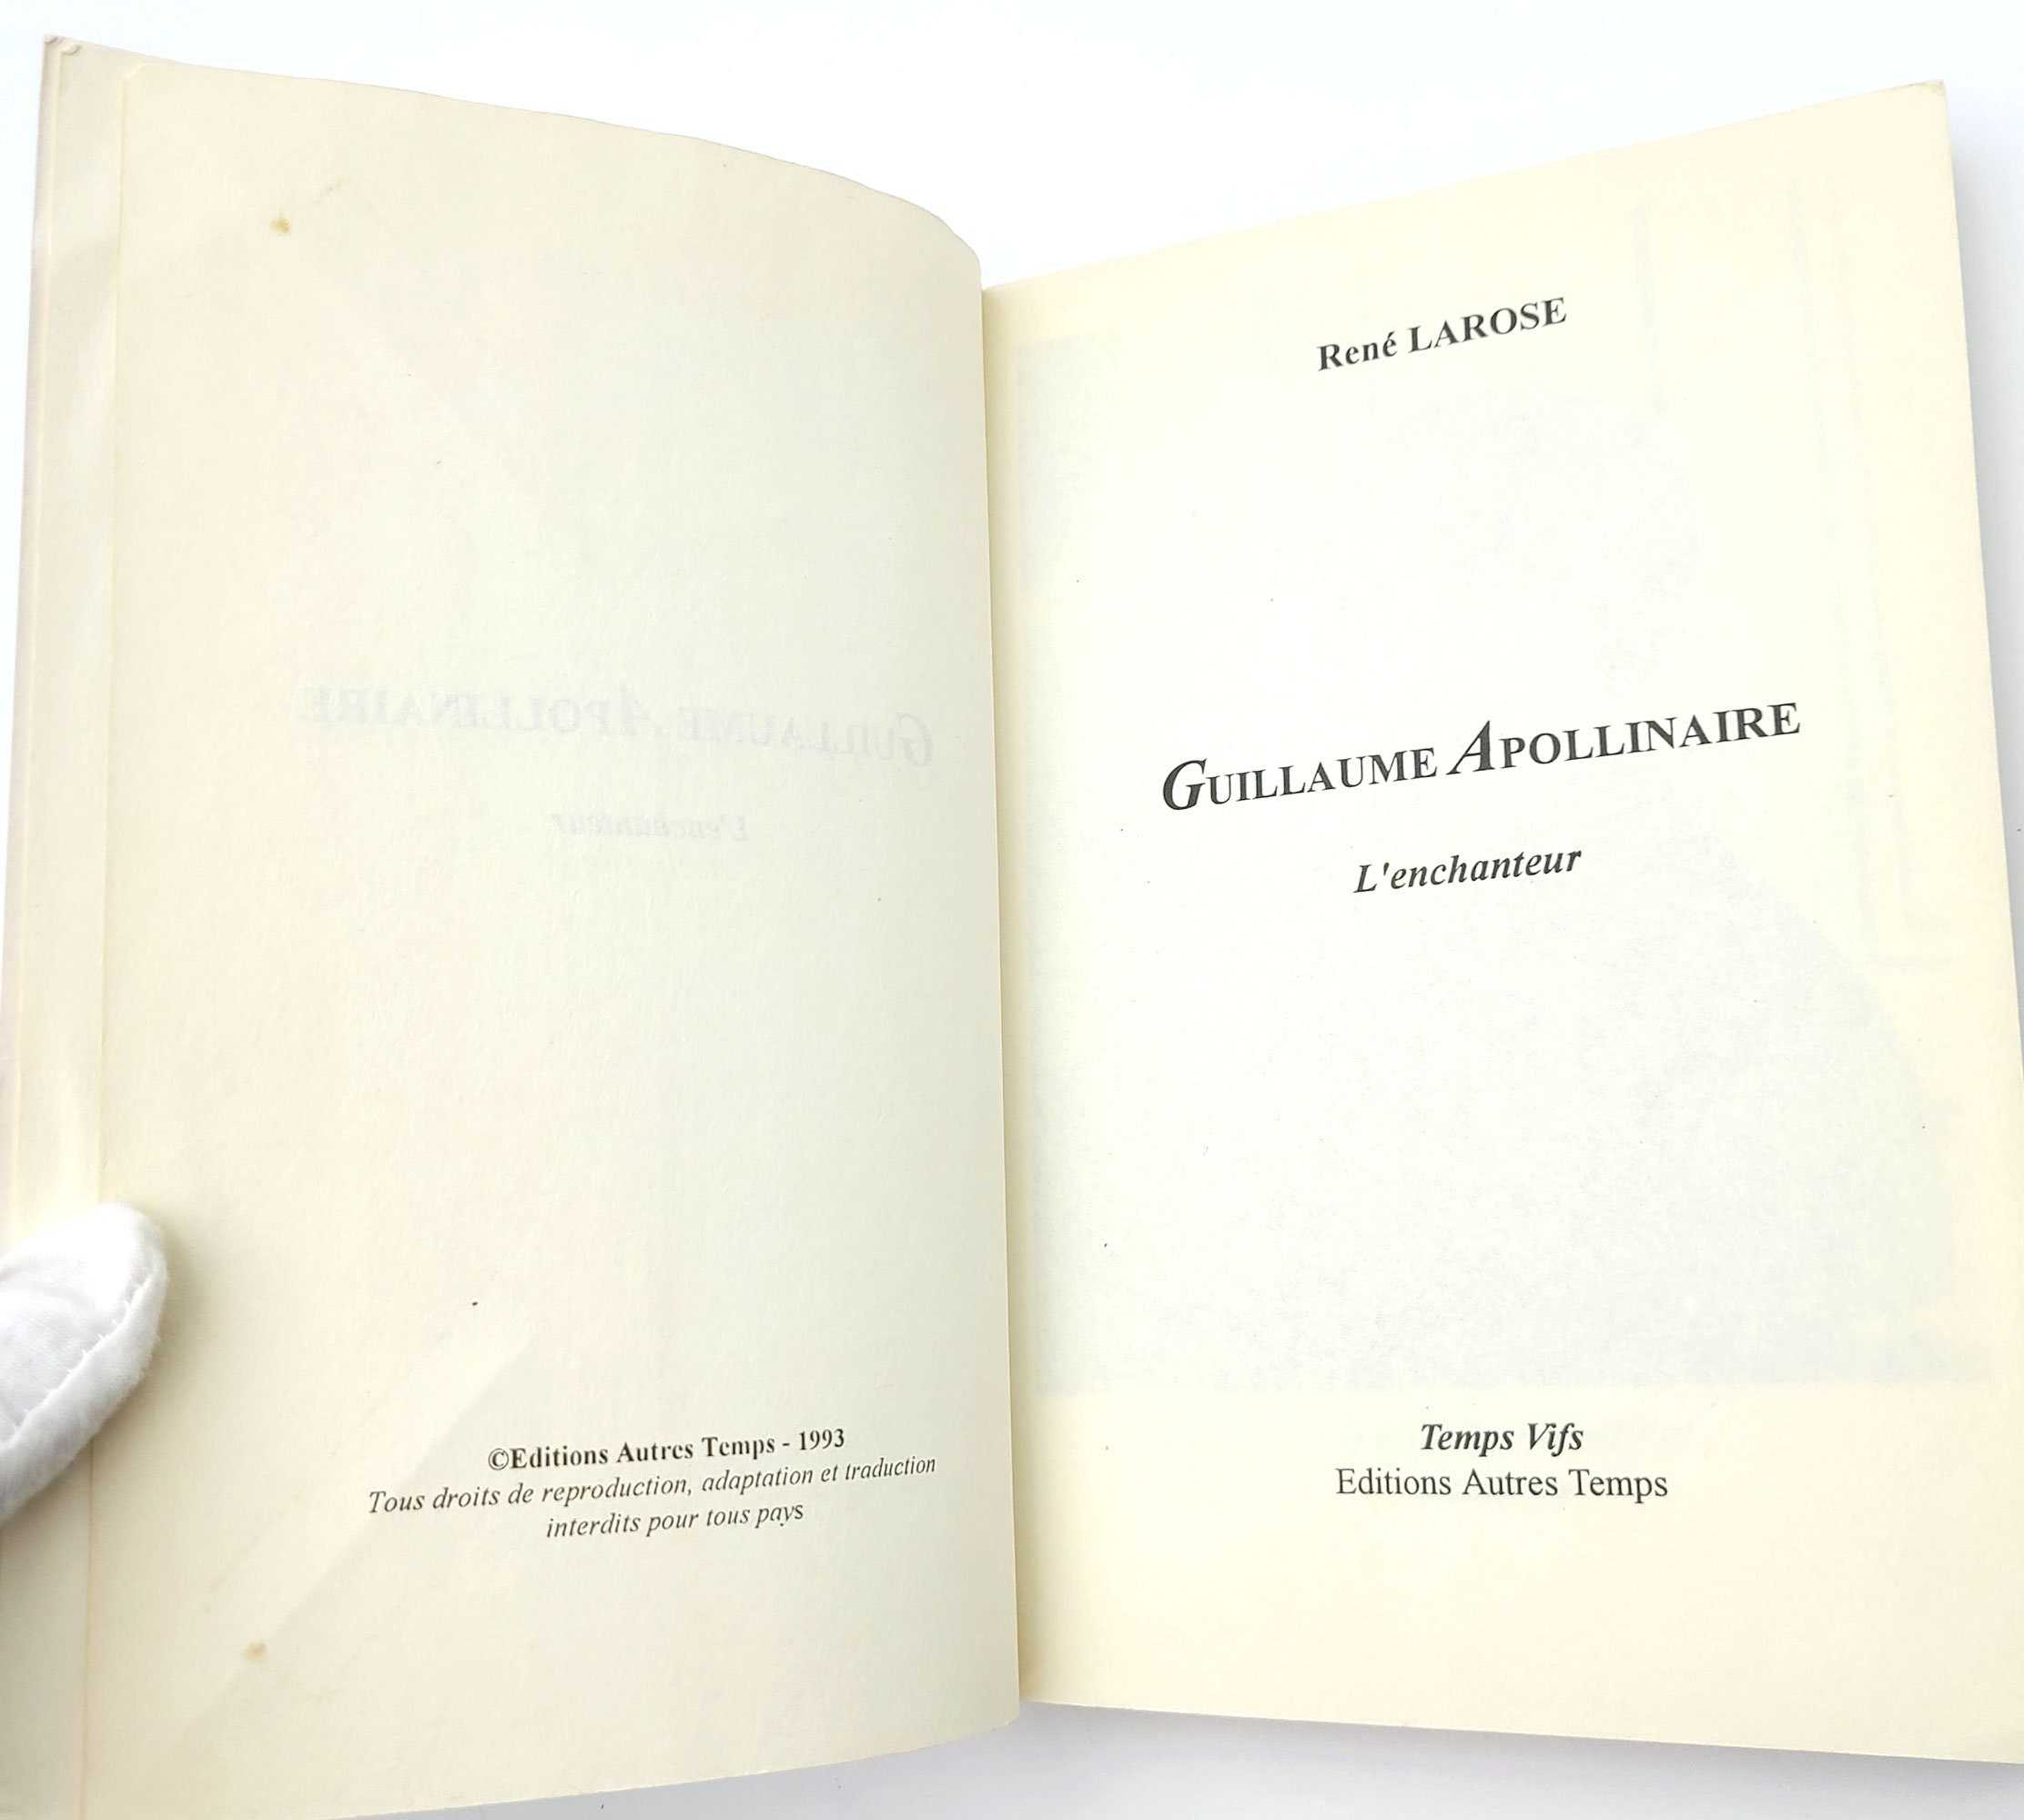 ©Editions Autres Temps - 1993
Tous droits de reproduction, adaptation et traduction
interdits pour tous pays
René LAROSE
GUILLAUME APOLLINAIRE
L'enchanteur
Temps Vifs
Editions Autres Temps